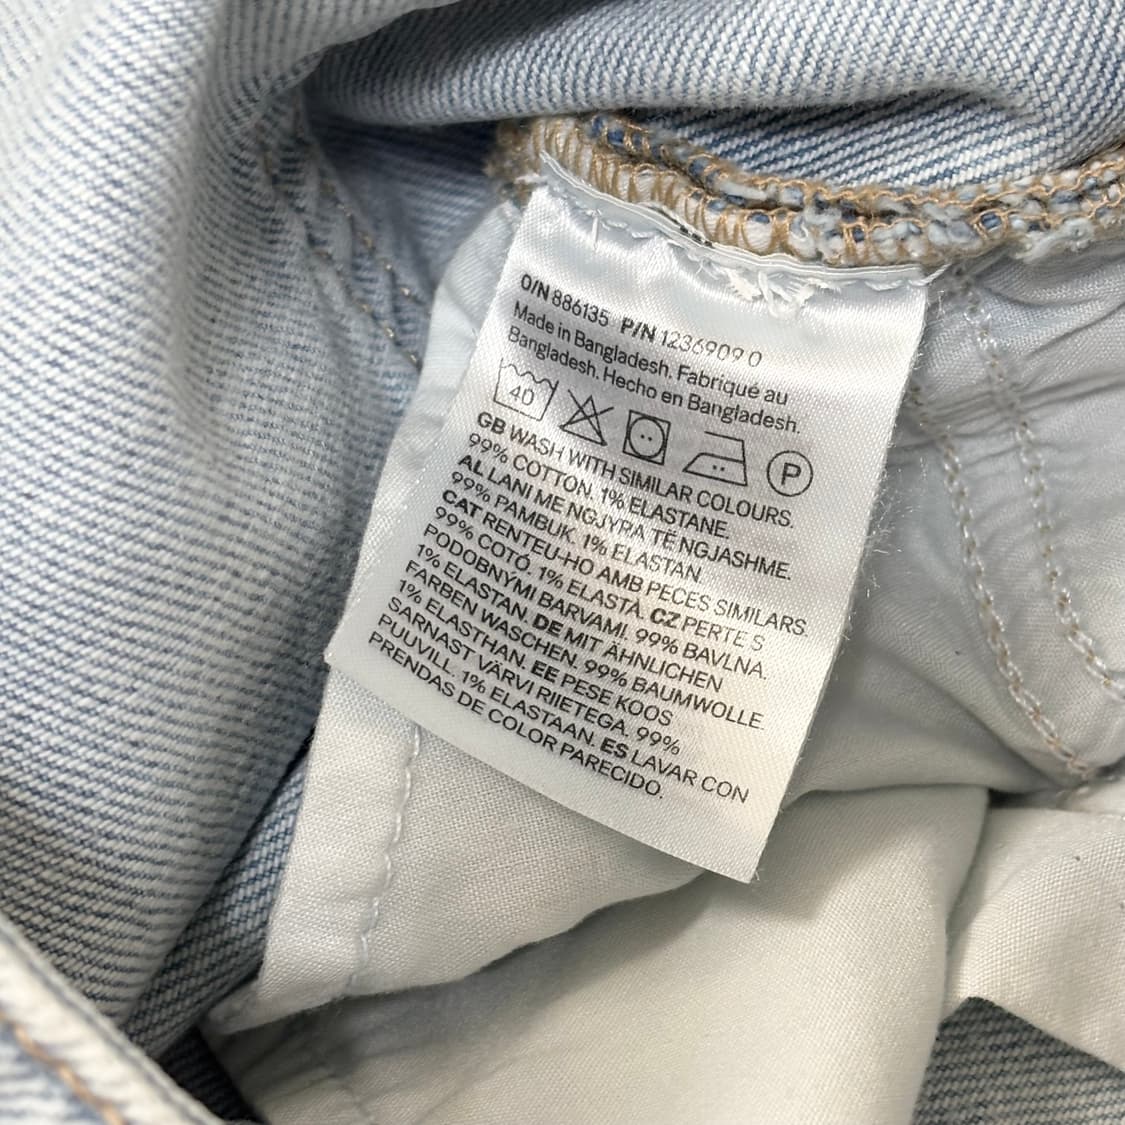 O/N 886135 P/N 1236909 0
Made in Bangladesh. Fabriqué au
Bangladesh. Hecho en Bangladesh.
40 P
GB WASH WITH SIMILAR COLOURS.
99% COTTON. 1% ELASTANE.
AL LANI ME NGJYPA TË NGJASHME.
99% PAMBUK. 1% ELASTAN.
CAT RENTEU-HO AMB PECES SIMILARS.
99% COTÓ. 1% ELASTÀ. CZ PERTE S
PODOBNÝMI BARVAMI. 99% BAVLNA.
1% ELASTAN. DE MIT ÄHNLICHEN
FARBEN WASCHEN. 99% BAUMWOLLE.
1% ELASTHAN. EE PESE KOOS
SARNAST VÄRVI RIIETEGA. 99%
PUUVILL. 1% ELASTAAN. ES LAVAR CON
PRENDAS DE COLOR PARECIDO.